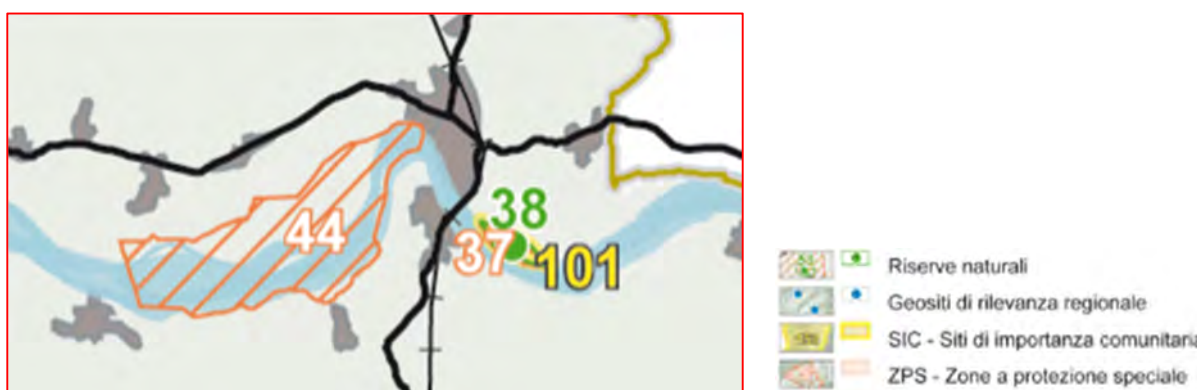 38
44
37
101
Riserve naturali
Geositi di rilevanza regionale
SIC - Siti di importanza comunitaria
ZPS - Zone a protezione speciale